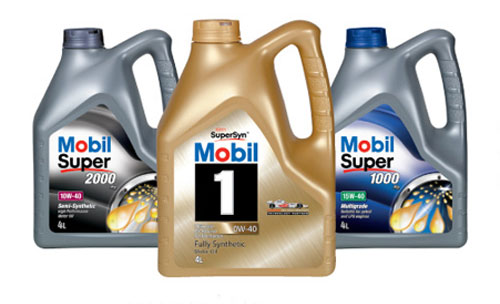 Mobil
Super
2000
10W-40
Semi-Synthetic
4L
SuperSyn
Mobil
1
0W-40
Fully Synthetic
4L
Mobil
Super
1000
15W-40
Multigrade
4L